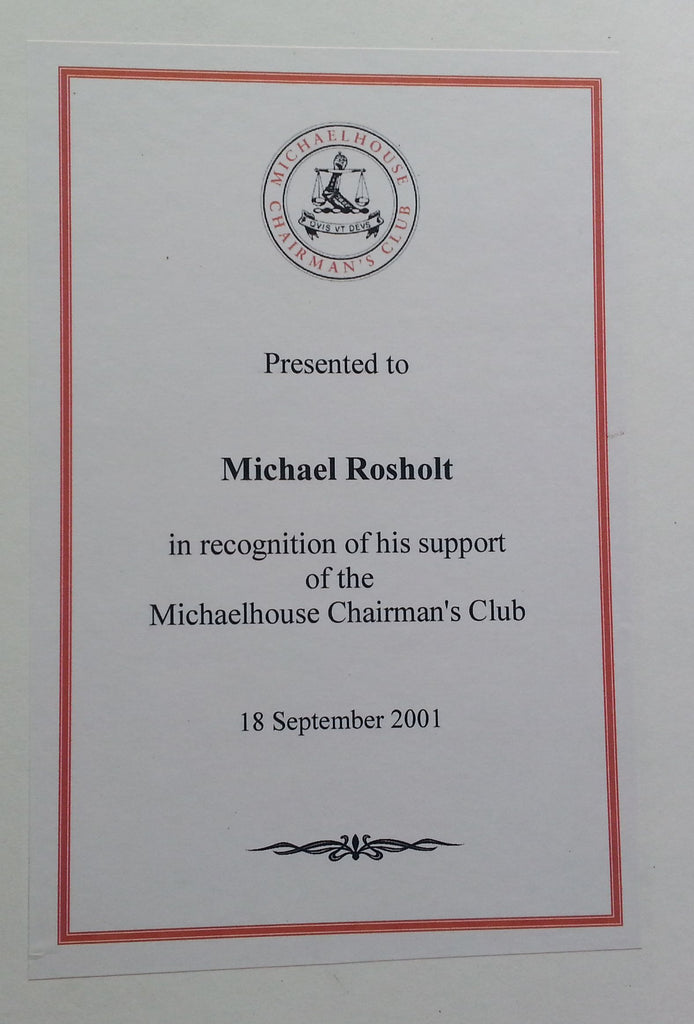 MICHAELHOUSE
CHAIRMAN'S CLUB
QVIS VT DEVS
Presented to
Michael Rosholt
in recognition of his support
of the
Michaelhouse Chairman's Club
18 September 2001